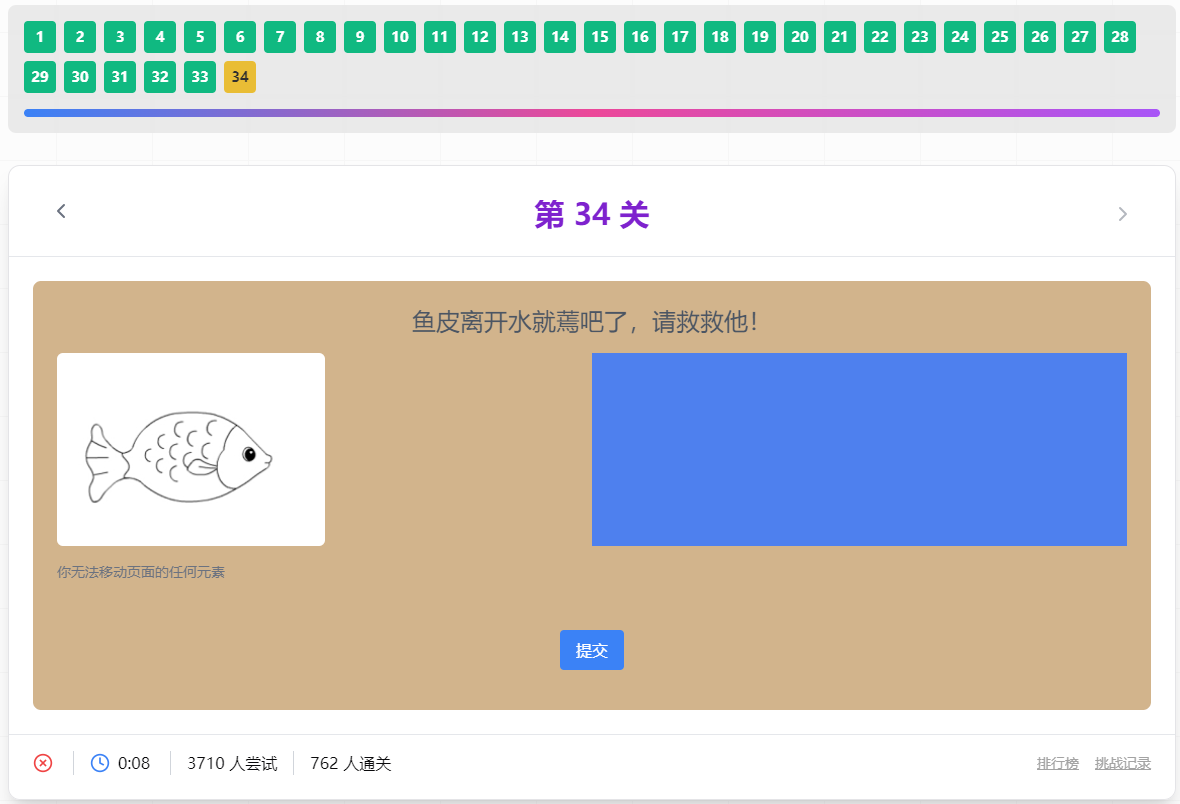 1 2 3 4 5 6 7 8 9 10 11 12 13 14 15 16 17 18 19 20 21 22 23 24 25 26 27 28
29 30 31 32 33 34
第 34 关
鱼皮离开水就蔫吧了，请救救他！
你无法移动页面的任何元素
提交
0:08 3710 人尝试 762 人通关 排行榜 挑战记录